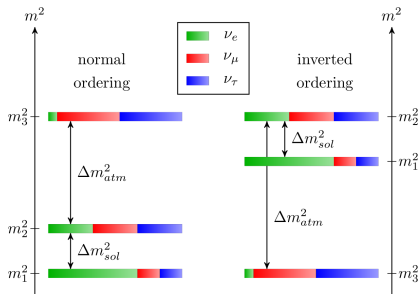 m²
normal
ordering
ν_e
ν_μ
ν_τ
m²
inverted
ordering
m²_3
Δm²_atm
m²_2
Δm²_sol
m²_1
m²_2
Δm²_sol
m²_1
Δm²_atm
m²_3